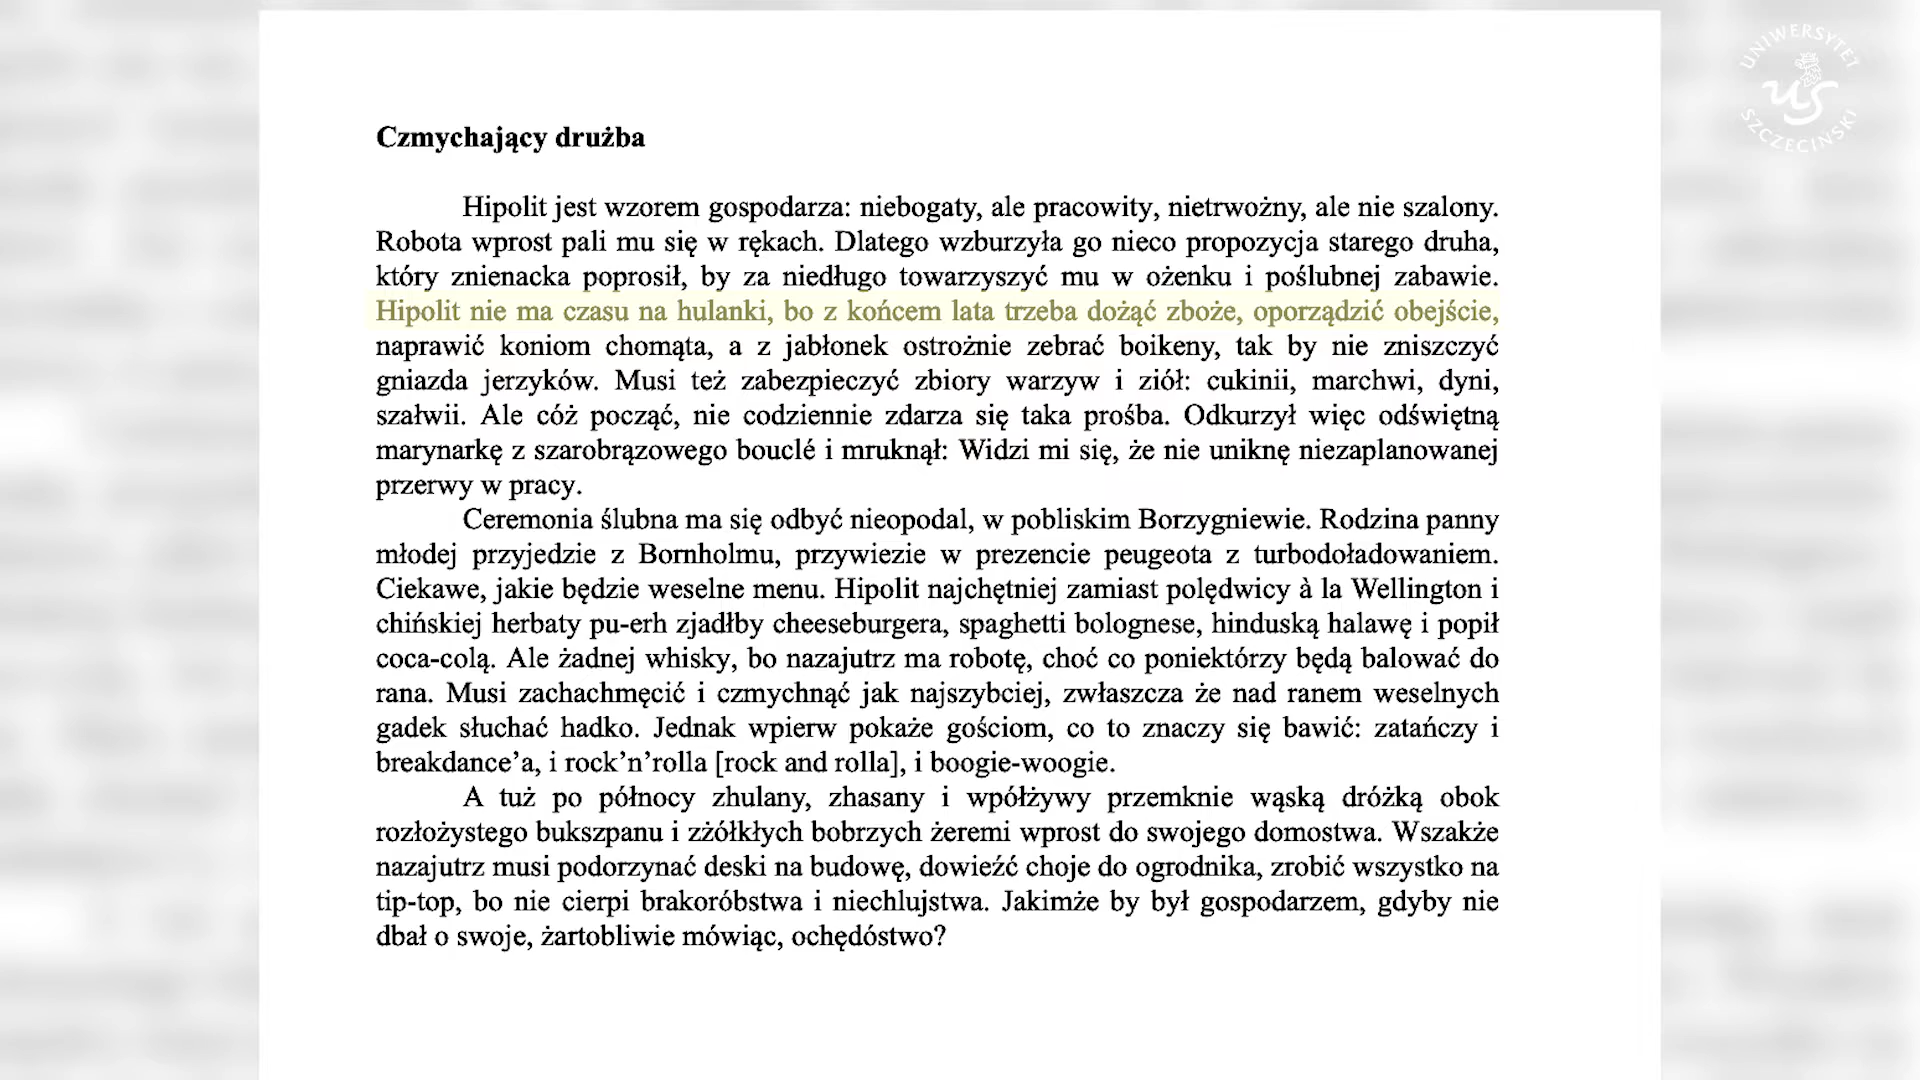 UNIWERSYTET
SZCZECIŃSKI
Czmychający drużba
Hipolit jest wzorem gospodarza: niebogaty, ale pracowity, nietrwożny, ale nie szalony.
Robota wprost pali mu się w rękach. Dlatego wzburzyła go nieco propozycja starego druha,
który znienacka poprosił, by za niedługo towarzyszyć mu w ożenku i poślubnej zabawie.
Hipolit nie ma czasu na hulanki, bo z końcem lata trzeba dożąć zboże, oporządzić obejście,
naprawić koniom chomąta, a z jabłonek ostrożnie zebrać boikeny, tak by nie zniszczyć
gniazda jerzyków. Musi też zabezpieczyć zbiory warzyw i ziół: cukinii, marchwi, dyni,
szałwii. Ale cóż począć, nie codziennie zdarza się taka prośba. Odkurzył więc odświętną
marynarkę z szarobrązowego bouclé i mruknął: Widzi mi się, że nie uniknę niezaplanowanej
przerwy w pracy.
Ceremonia ślubna ma się odbyć nieopodal, w pobliskim Borzygniewie. Rodzina panny
młodej przyjedzie z Bornholmu, przywiezie w prezencie peugeota z turbodoładowaniem.
Ciekawe, jakie będzie weselne menu. Hipolit najchętniej zamiast polędwicy à la Wellington i
chińskiej herbaty pu-erh zjadłby cheeseburgera, spaghetti bolognese, hinduską halawę i popił
coca-colą. Ale żadnej whisky, bo nazajutrz ma robotę, choć co poniektórzy będą balować do
rana. Musi zachachmęcić i czmychnąć jak najszybciej, zwłaszcza że nad ranem weselnych
gadek słuchać hadko. Jednak wpierw pokaże gościom, co to znaczy się bawić: zatańczy i
breakdance’a, i rock’n’rolla [rock and rolla], i boogie-woogie.
A tuż po północy zhulany, zhasany i wpółżywy przemknie wąską dróżką obok
rozłożystego bukszpanu i zżółkłych bobrzych żeremi wprost do swojego domostwa. Wszakże
nazajutrz musi podorzynać deski na budowę, dowieźć choje do ogrodnika, zrobić wszystko na
tip-top, bo nie cierpi brakoróbstwa i niechlujstwa. Jakimże by był gospodarzem, gdyby nie
dbał o swoje, żartobliwie mówiąc, ochędóstwo?